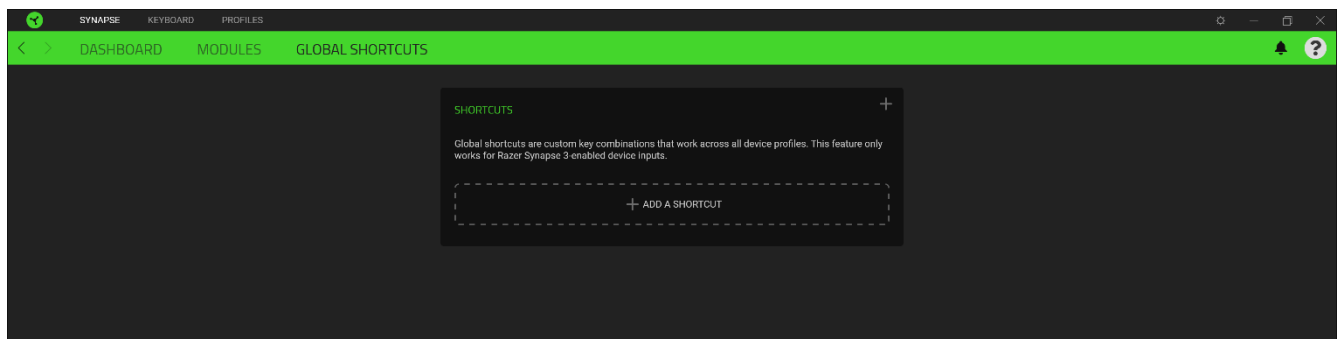 SYNAPSE KEYBOARD PROFILES
DASHBOARD MODULES GLOBAL SHORTCUTS
?
SHORTCUTS
Global shortcuts are custom key combinations that work across all device profiles. This feature only
works for Razer Synapse 3-enabled device inputs.
ADD A SHORTCUT